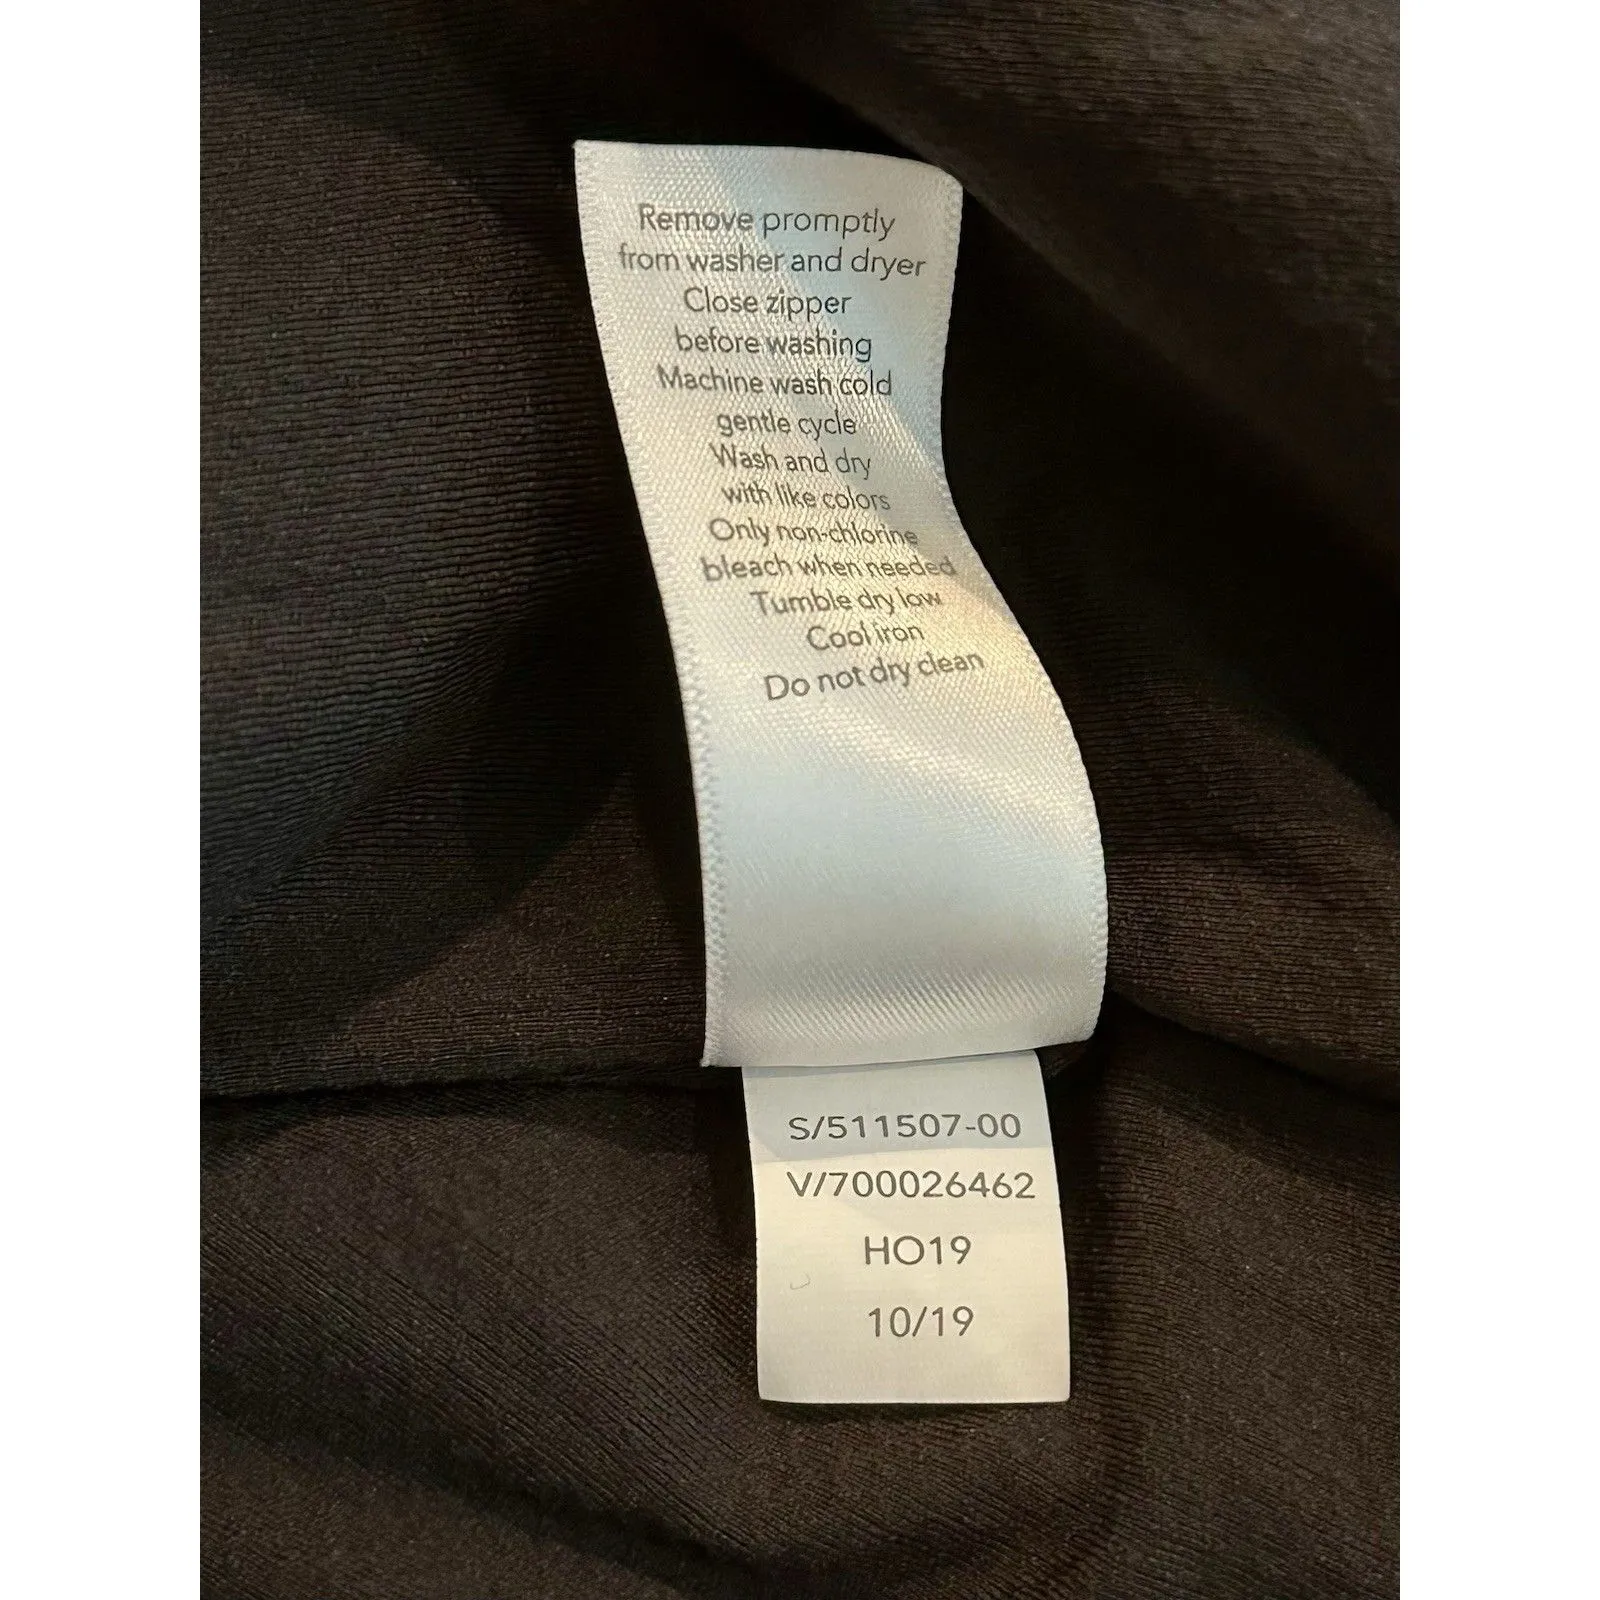 Remove promptly
from washer and dryer
Close zipper
before washing
Machine wash cold
gentle cycle
Wash and dry
with like colors
Only non-chlorine
bleach when needed
Tumble dry low
Cool iron
Do not dry clean
S/511507-00
V/700026462
HO19
10/19